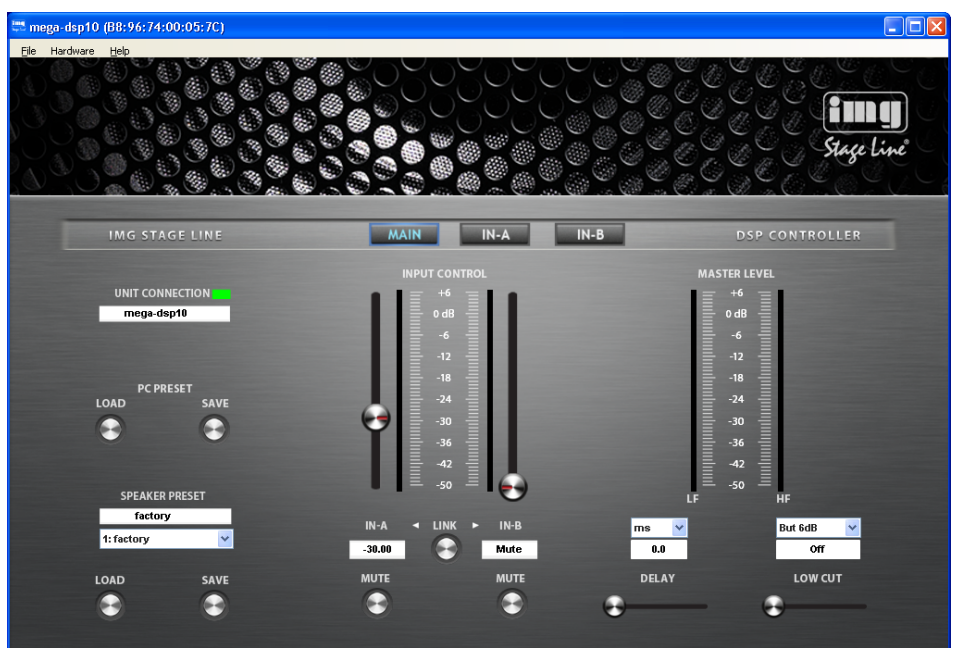 mega-dsp10 (B8:96:74:00:05:7C)
File Hardware Help
img
Stage Line®
IMG STAGE LINE
MAIN
IN-A
IN-B
DSP CONTROLLER
UNIT CONNECTION
mega-dsp10
PC PRESET
LOAD SAVE
SPEAKER PRESET
factory
1: factory
LOAD SAVE
INPUT CONTROL
+6
0 dB
-6
-12
-18
-24
-30
-36
-42
-50
IN-A ◄ LINK ► IN-B
-30.00 Mute
MUTE MUTE
MASTER LEVEL
+6
0 dB
-6
-12
-18
-24
-30
-36
-42
-50
LF HF
ms But 6dB
0.0 Off
DELAY LOW CUT